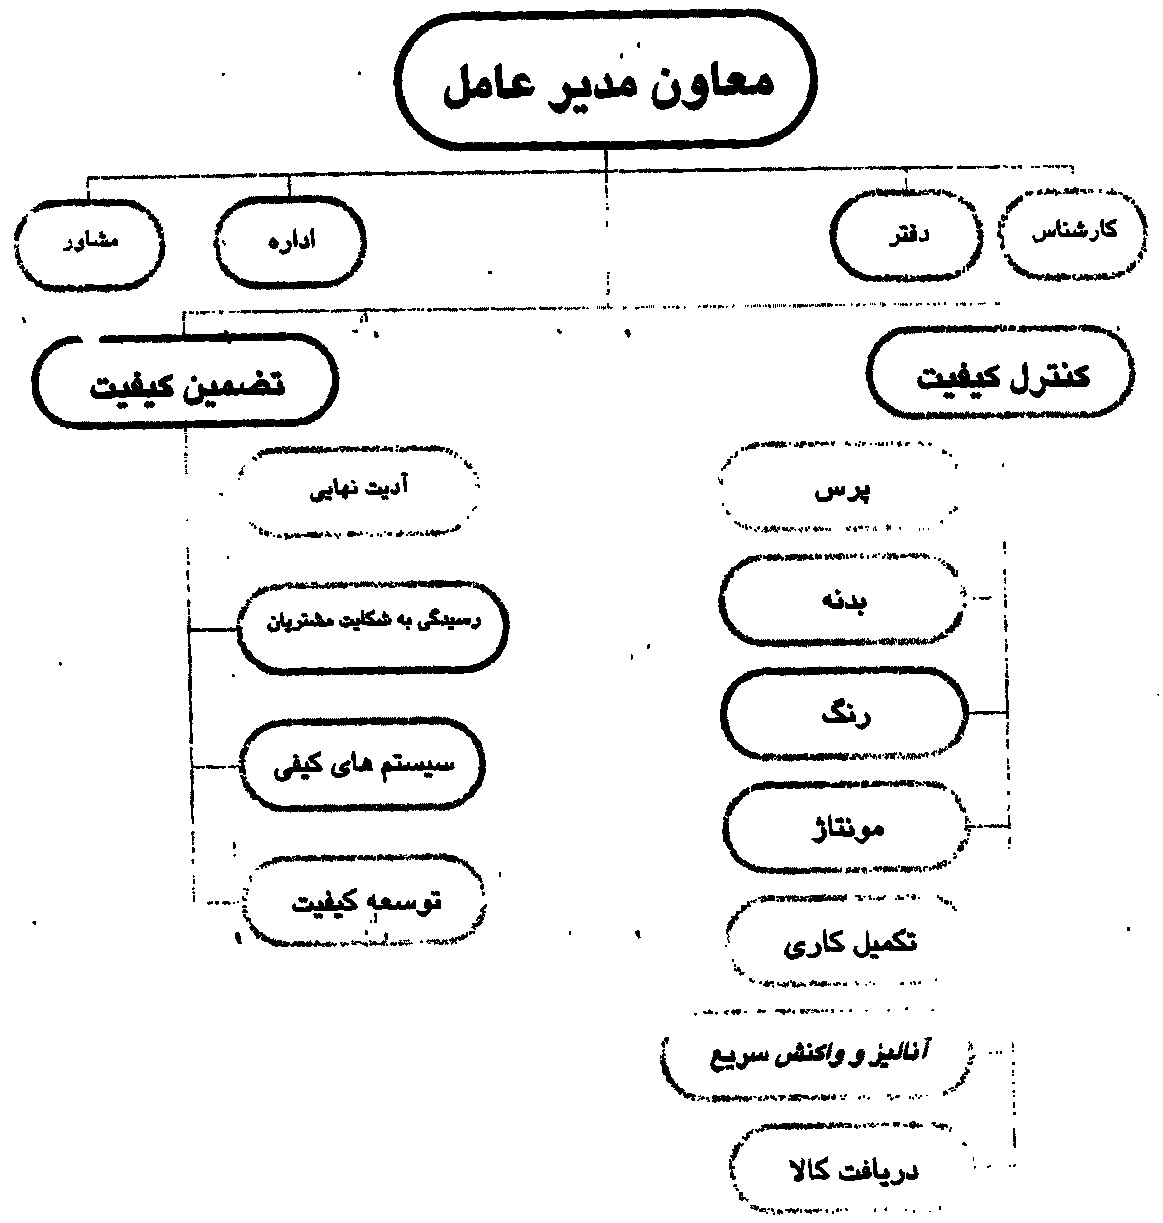 معاون مدیر عامل
کارشناس
دفتر
اداره
مشاور
کنترل کیفیت
تضمین کیفیت
پرس
بدنه
رنگ
مونتاژ
تکمیل کاری
آنالیز و واکنش سریع
دریافت کالا
آدیت نهایی
رسیدگی به شکایت مشتریان
سیستم های کیفی
توسعه کیفیت